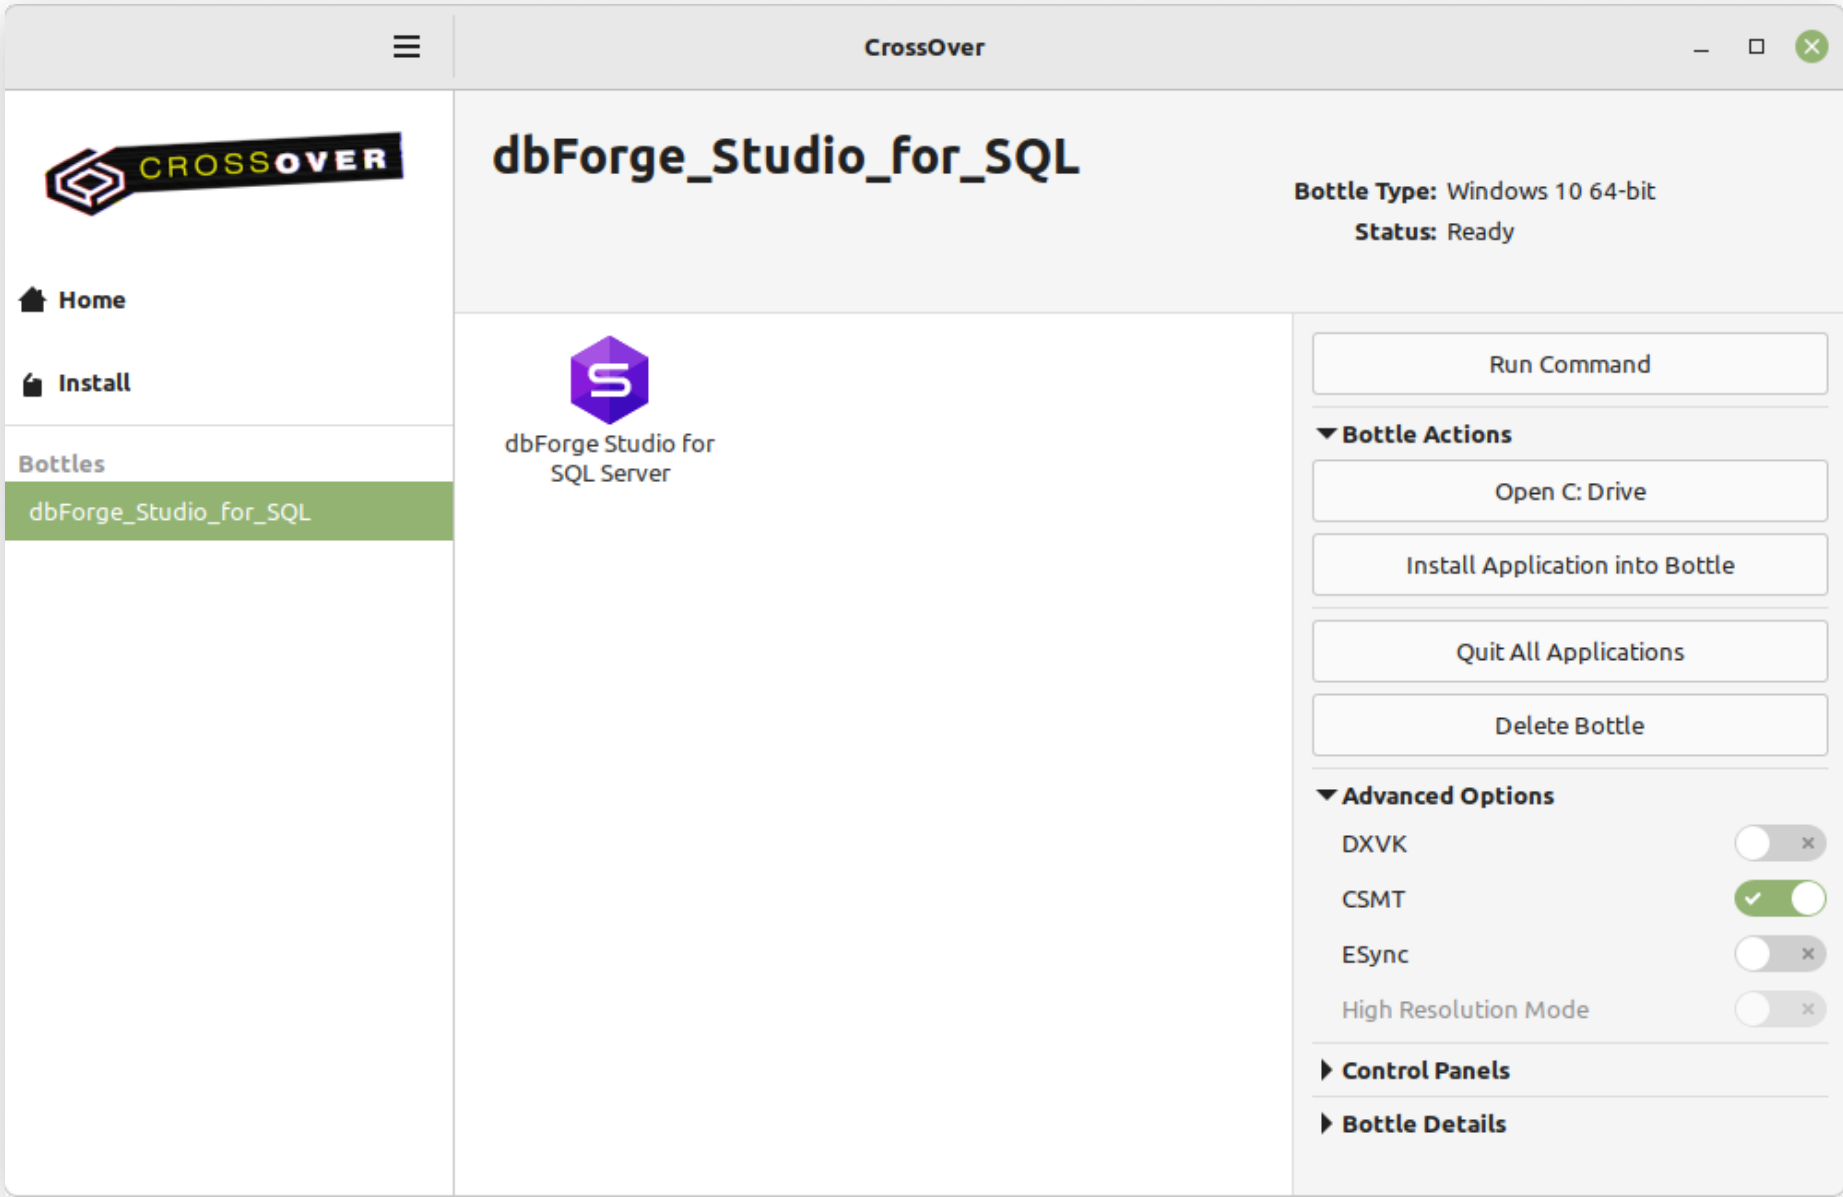 CrossOver
CROSSOVER
Home
Install
Bottles
dbForge_Studio_for_SQL
dbForge_Studio_for_SQL
Bottle Type: Windows 10 64-bit
Status: Ready
dbForge Studio for
SQL Server
Run Command
Bottle Actions
Open C: Drive
Install Application into Bottle
Quit All Applications
Delete Bottle
Advanced Options
DXVK
CSMT
ESync
High Resolution Mode
Control Panels
Bottle Details